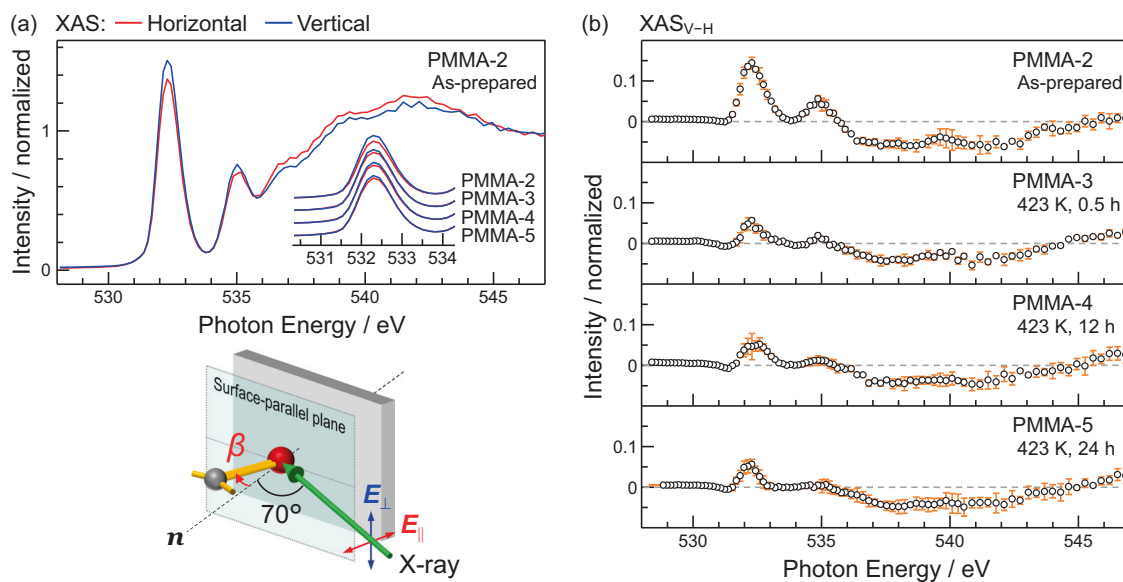 (a) XAS: Horizontal Vertical
PMMA-2
As-prepared
Intensity / normalized
1
0
PMMA-2
PMMA-3
PMMA-4
PMMA-5
531 532 533 534
530 535 540 545
Photon Energy / eV
Surface-parallel plane
β
70°
n
E⊥
E∥
X-ray
(b) XAS_V−H
PMMA-2
As-prepared
0.1
0
PMMA-3
423 K, 0.5 h
0.1
0
PMMA-4
423 K, 12 h
0.1
0
PMMA-5
423 K, 24 h
0.1
0
Intensity / normalized
530 535 540 545
Photon Energy / eV